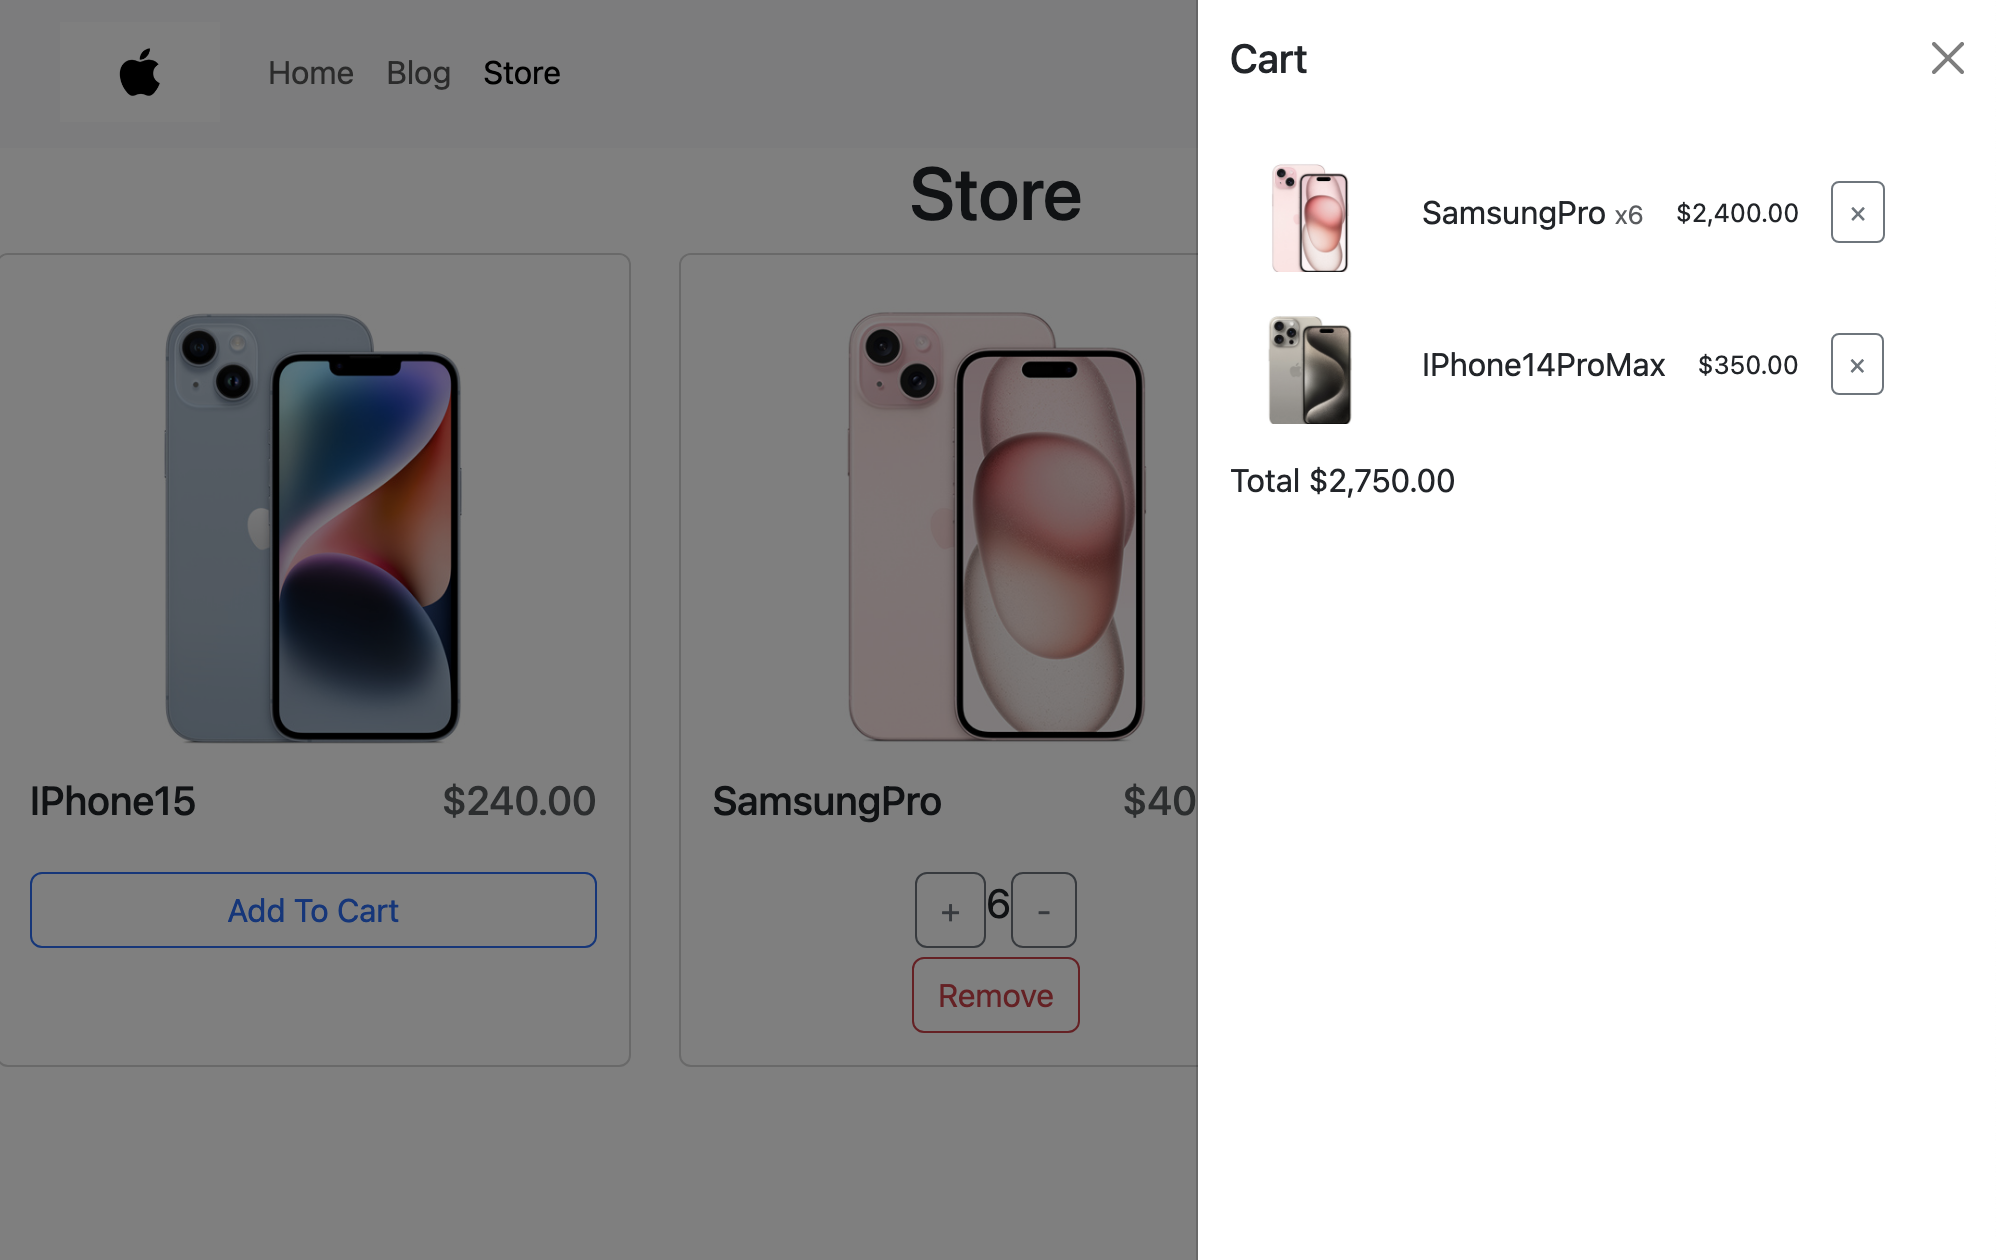 Home Blog Store
Store
IPhone15 $240.00
Add To Cart
SamsungPro $40
+ 6 -
Remove
Cart
SamsungPro x6 $2,400.00 ×
IPhone14ProMax $350.00 ×
Total $2,750.00